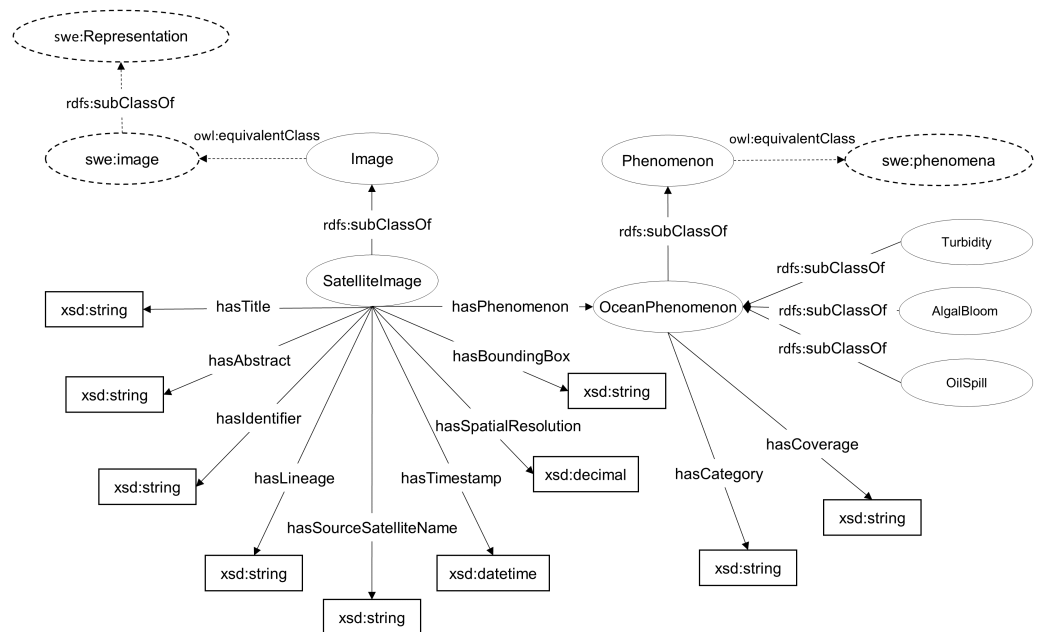 swe:Representation
rdfs:subClassOf
owl:equivalentClass
swe:image
Image
Phenomenon
owl:equivalentClass
swe:phenomena
rdfs:subClassOf
rdfs:subClassOf
Turbidity
rdfs:subClassOf
SatelliteImage
xsd:string
hasTitle
hasPhenomenon
OceanPhenomenon
rdfs:subClassOf
AlgalBloom
rdfs:subClassOf
hasAbstract
hasBoundingBox
OilSpill
xsd:string
xsd:string
hasIdentifier
hasSpatialResolution
hasCoverage
xsd:string
hasLineage
hasTimestamp
xsd:decimal
hasCategory
xsd:string
hasSourceSatelliteName
xsd:string
xsd:datetime
xsd:string
xsd:string